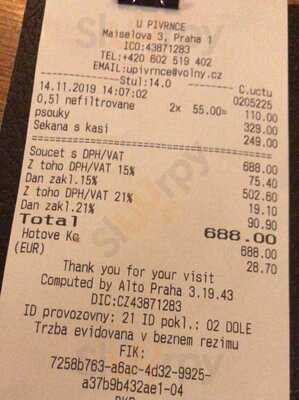 U PIVRNCE
Maiselova 3, Praha 1
ICO:43871283
TEL:+420 602 519 402
EMAIL:upivrnce@volny.cz
Stul:14.0
C.uctu
14.11.2019 14:07:02 0205225
0,5l nefiltrovane 2x 55.00= 110.00
psouky 329.00
Sekana s kasi 249.00
Soucet s DPH/VAT 688.00
Z toho DPH/VAT 15% 75.40
Dan zakl.15% 502.60
Z toho DPH/VAT 21% 19.10
Dan zakl.21% 90.90
Total 688.00
Hotove Kc 688.00
(EUR) 28.70
Thank you for your visit
Computed by Alto Praha 3.19.43
DIC:CZ43871283
ID provozovny: 21 ID pokl.: 02 DOLE
Trzba evidovana v beznem rezimu
FIK:
7258b763-a6ac-4d32-9925-
a37b9b432ae1-04